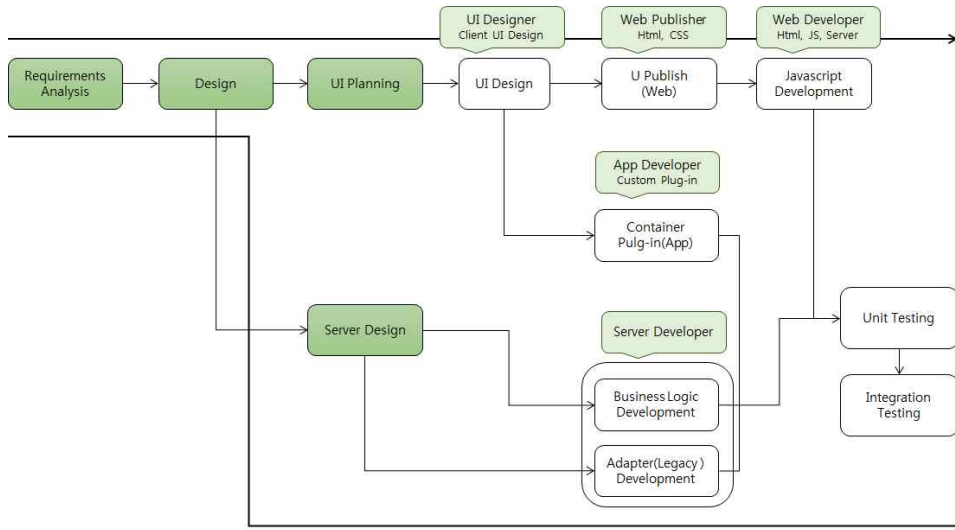 UI Designer
Client UI Design
Web Publisher
Html, CSS
Web Developer
Html, JS, Server
Requirements
Analysis
Design
UI Planning
UI Design
U Publish
(Web)
Javascript
Development
App Developer
Custom Plug-in
Container
Pulg-in(App)
Server Design
Server Developer
Unit Testing
Business Logic
Development
Integration
Testing
Adapter(Legacy)
Development